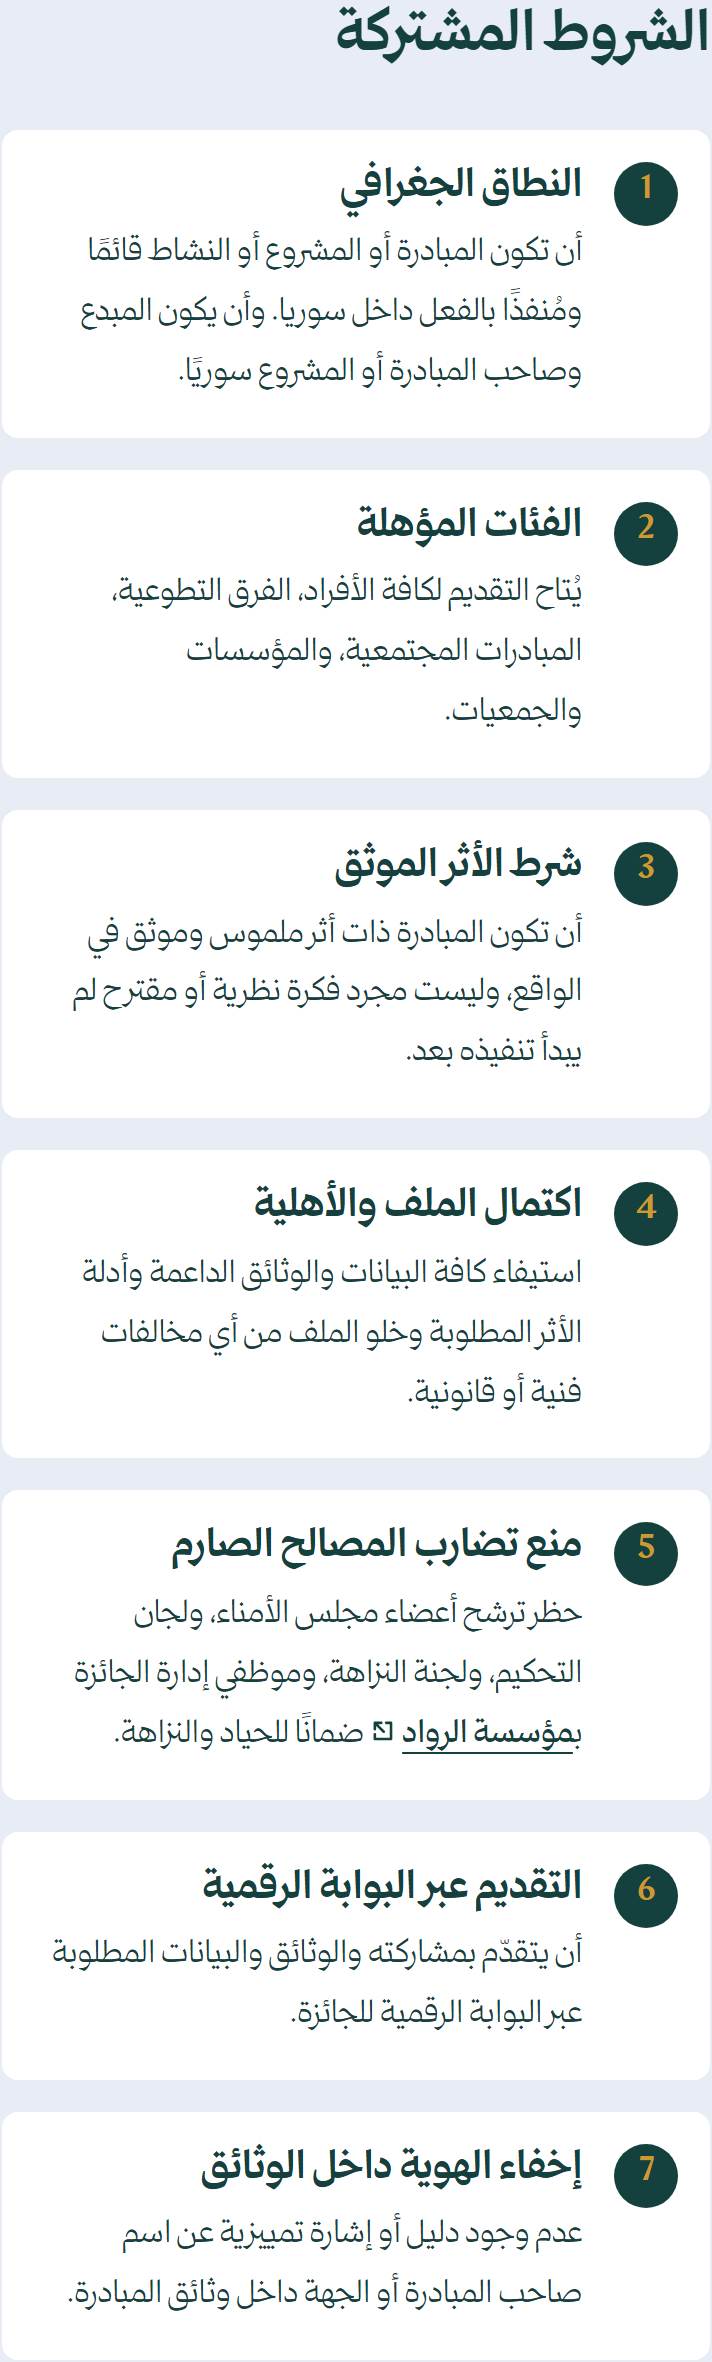 الشروط المشتركة
1
النطاق الجغرافي
أن تكون المبادرة أو المشروع أو النشاط قائمًا
ومُنفذًا بالفعل داخل سوريا. وأن يكون المبدع
وصاحب المبادرة أو المشروع سوريًا.
2
الفئات المؤهلة
يُتاح التقديم لكافة الأفراد، الفرق التطوعية،
المبادرات المجتمعية، والمؤسسات
والجمعيات.
3
شرط الأثر الموثق
أن تكون المبادرة ذات أثر ملموس وموثق في
الواقع، وليست مجرد فكرة نظرية أو مقترح لم
يبدأ تنفيذه بعد.
4
اكتمال الملف والأهلية
استيفاء كافة البيانات والوثائق الداعمة وأدلة
الأثر المطلوبة وخلو الملف من أي مخالفات
فنية أو قانونية.
5
منع تضارب المصالح الصارم
حظر ترشح أعضاء مجلس الأمناء، ولجان
التحكيم، ولجنة النزاهة، وموظفي إدارة الجائزة
بمؤسسة الرواد ضمانًا للحياد والنزاهة.
6
التقديم عبر البوابة الرقمية
أن يتقدّم بمشاركته والوثائق والبيانات المطلوبة
عبر البوابة الرقمية للجائزة.
7
إخفاء الهوية داخل الوثائق
عدم وجود دليل أو إشارة تمييزية عن اسم
صاحب المبادرة أو الجهة داخل وثائق المبادرة.